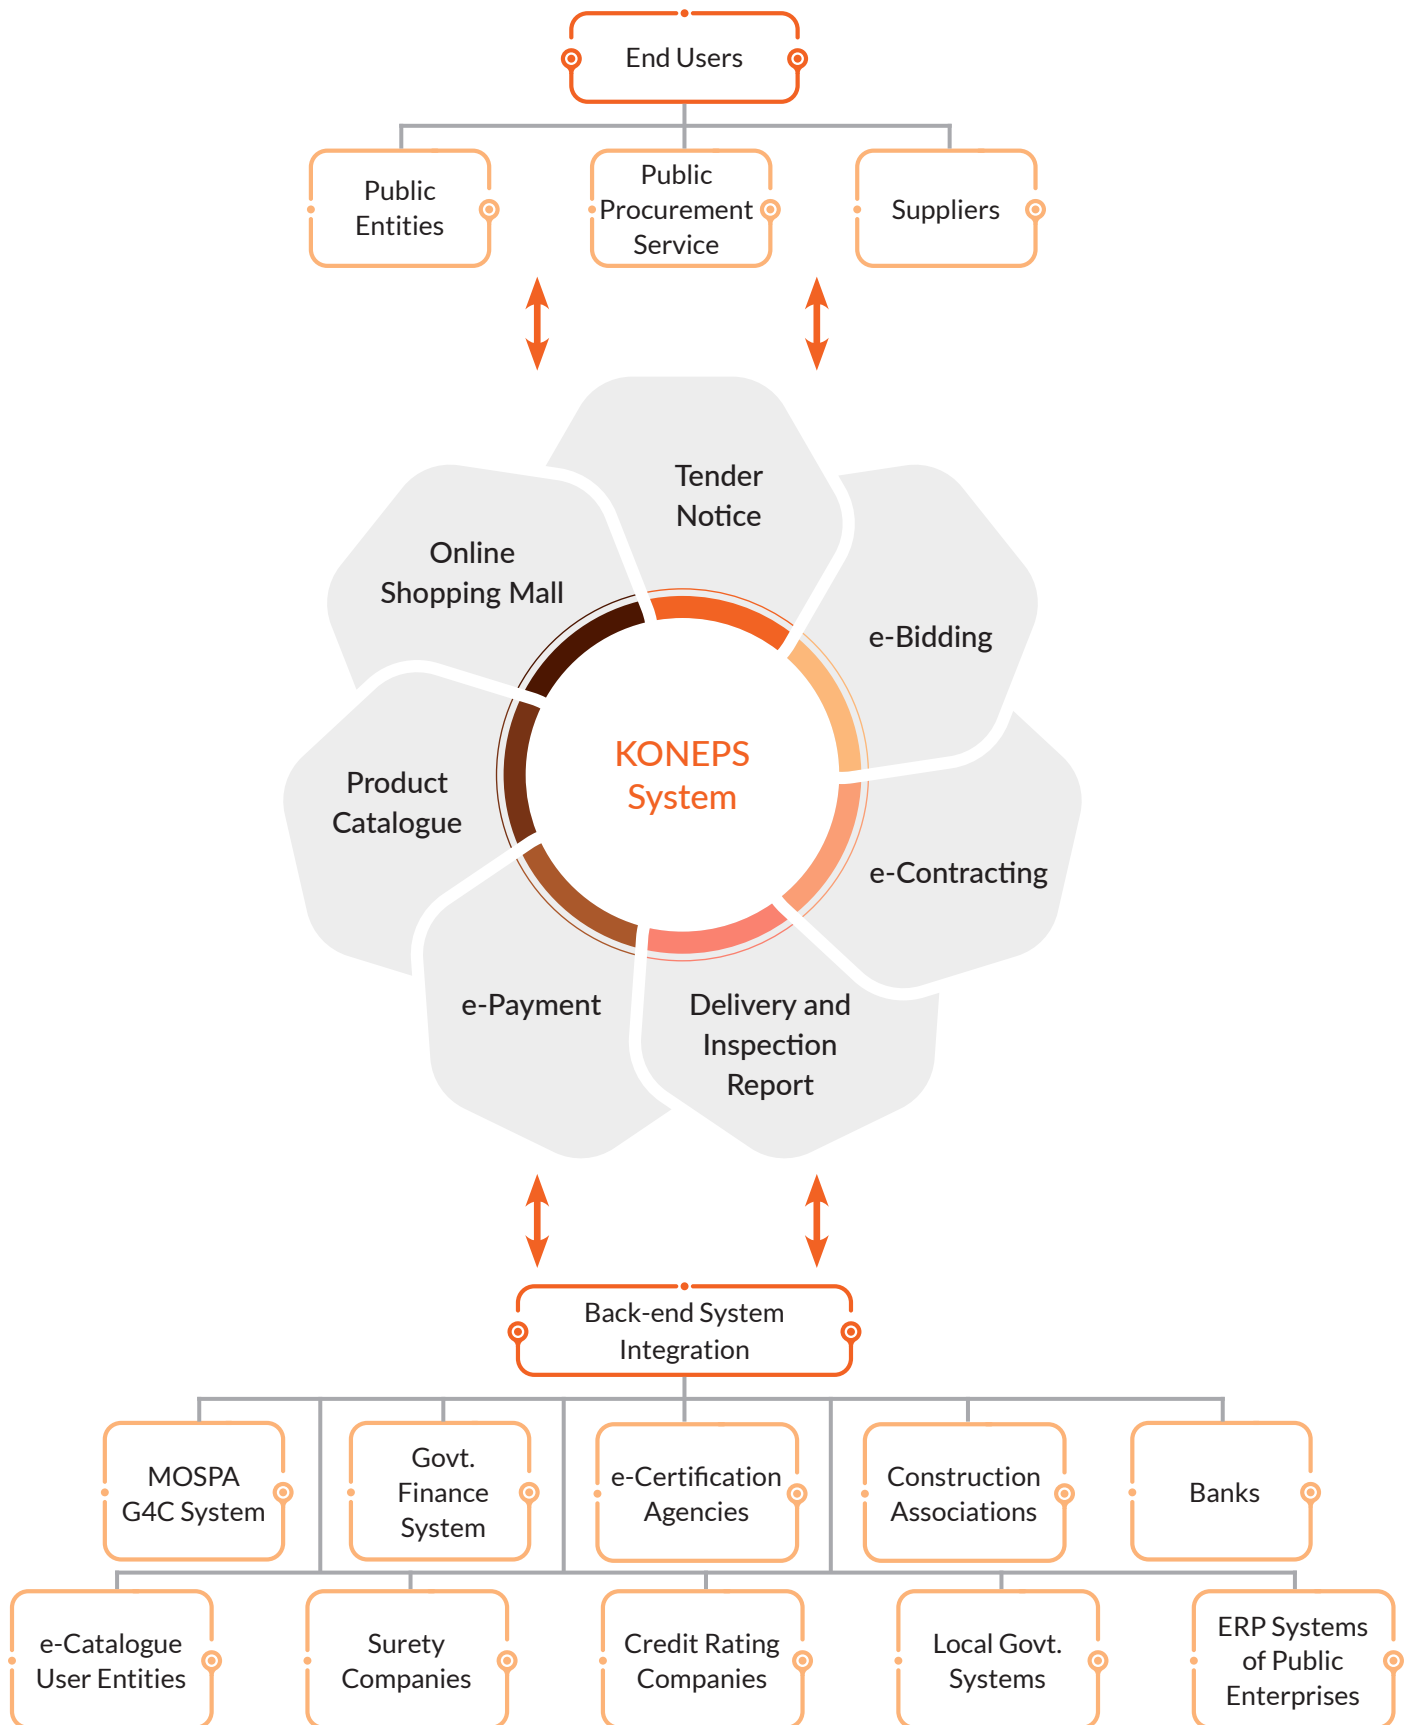 End Users
Public
Entities
Public
Procurement
Service
Suppliers
Tender
Notice
Online
Shopping Mall
e-Bidding
KONEPS
System
Product
Catalogue
e-Contracting
e-Payment
Delivery and
Inspection
Report
Back-end System
Integration
MOSPA
G4C System
Govt.
Finance
System
e-Certification
Agencies
Construction
Associations
Banks
e-Catalogue
User Entities
Surety
Companies
Credit Rating
Companies
Local Govt.
Systems
ERP Systems
of Public
Enterprises